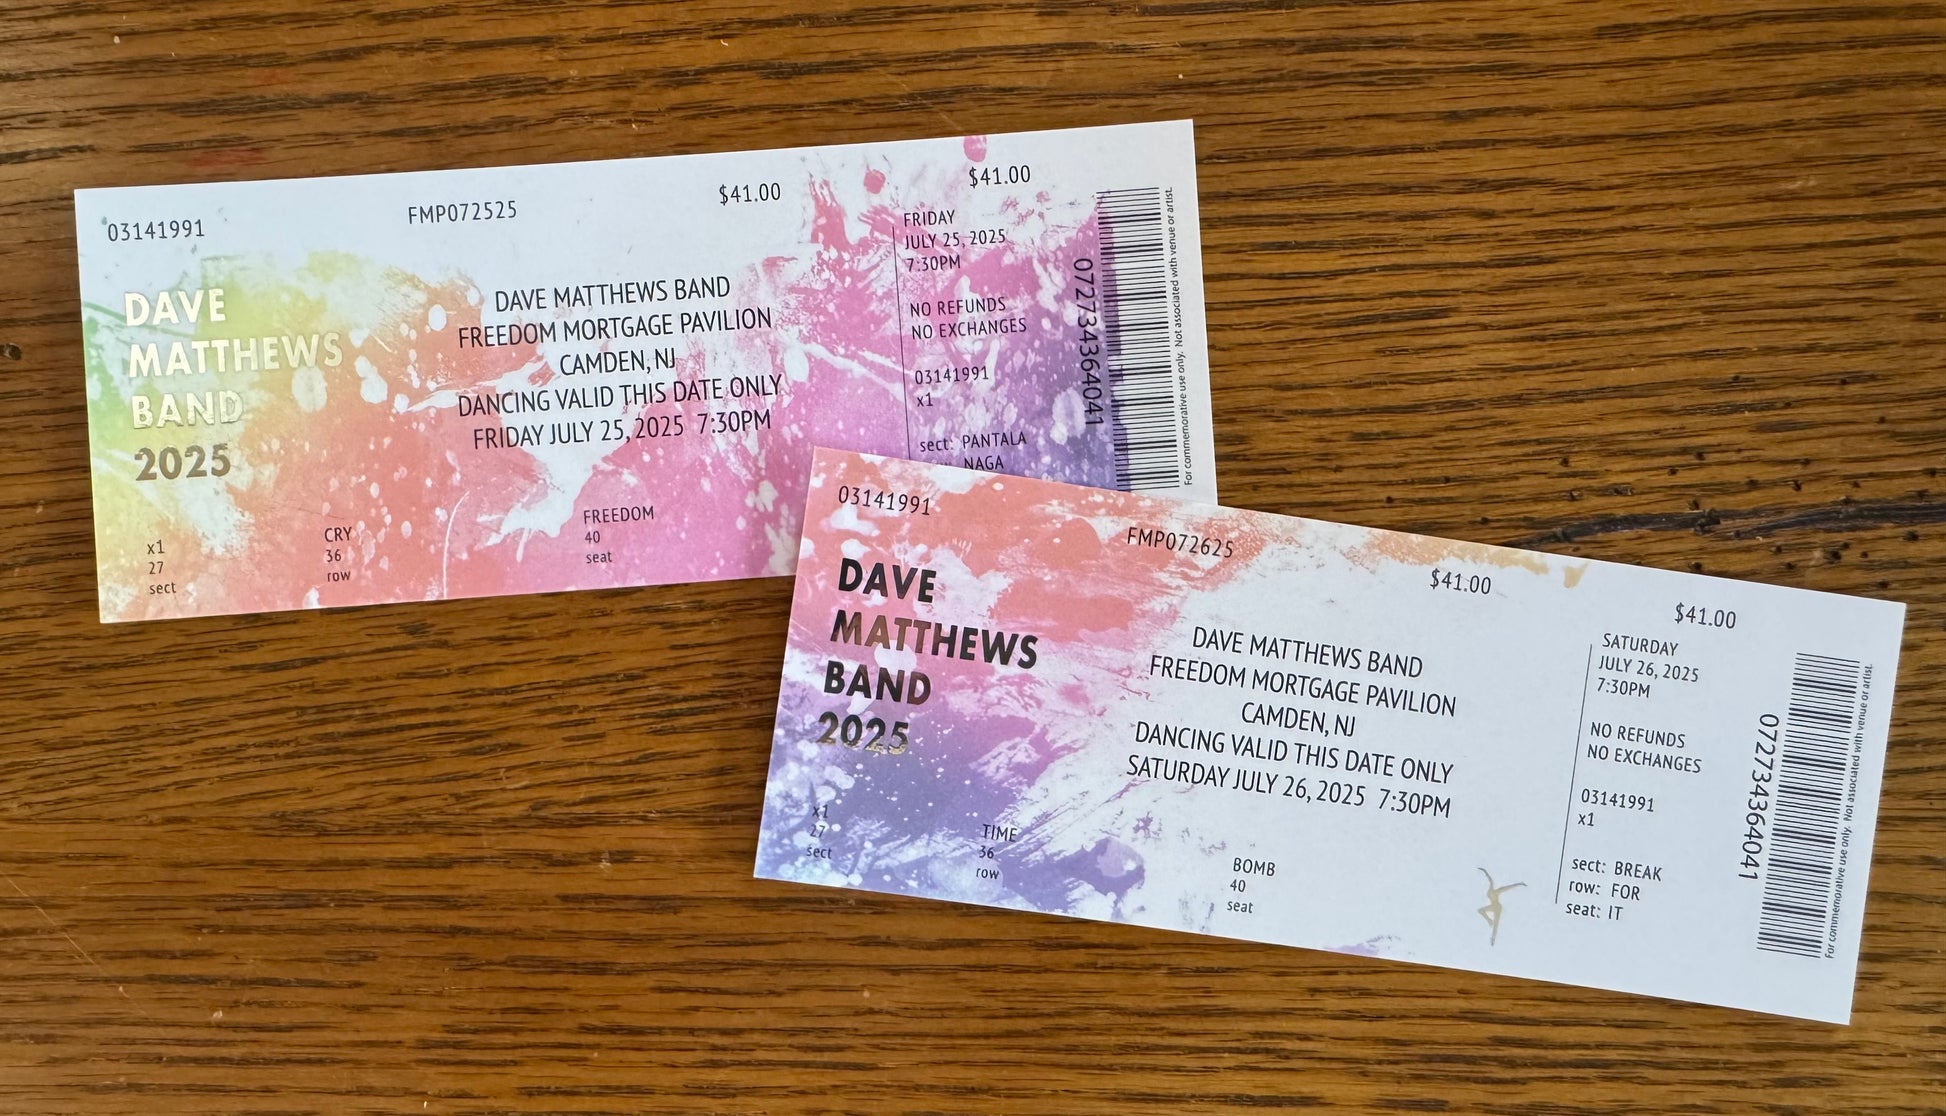 03141991
FMP072525
$41.00
$41.00
DAVE
MATTHEWS
BAND
2025
DAVE MATTHEWS BAND
FREEDOM MORTGAGE PAVILION
CAMDEN, NJ
DANCING VALID THIS DATE ONLY
FRIDAY JULY 25, 2025 7:30PM
x1
27
sect
CRY
36
row
FREEDOM
40
seat
FRIDAY
JULY 25, 2025
7:30PM
NO REFUNDS
NO EXCHANGES
03141991
x1
sect: PANTALA
NAGA
0727343664041
For commemorative use only. Not associated with venue or artist.
03141991
FMP072625
$41.00
$41.00
DAVE
MATTHEWS
BAND
2025
DAVE MATTHEWS BAND
FREEDOM MORTGAGE PAVILION
CAMDEN, NJ
DANCING VALID THIS DATE ONLY
SATURDAY JULY 26, 2025 7:30PM
x1
27
sect
TIME
36
row
BOMB
40
seat
SATURDAY
JULY 26, 2025
7:30PM
NO REFUNDS
NO EXCHANGES
03141991
x1
sect: BREAK
row: FOR
seat: IT
0727343664041
For commemorative use only. Not associated with venue or artist.